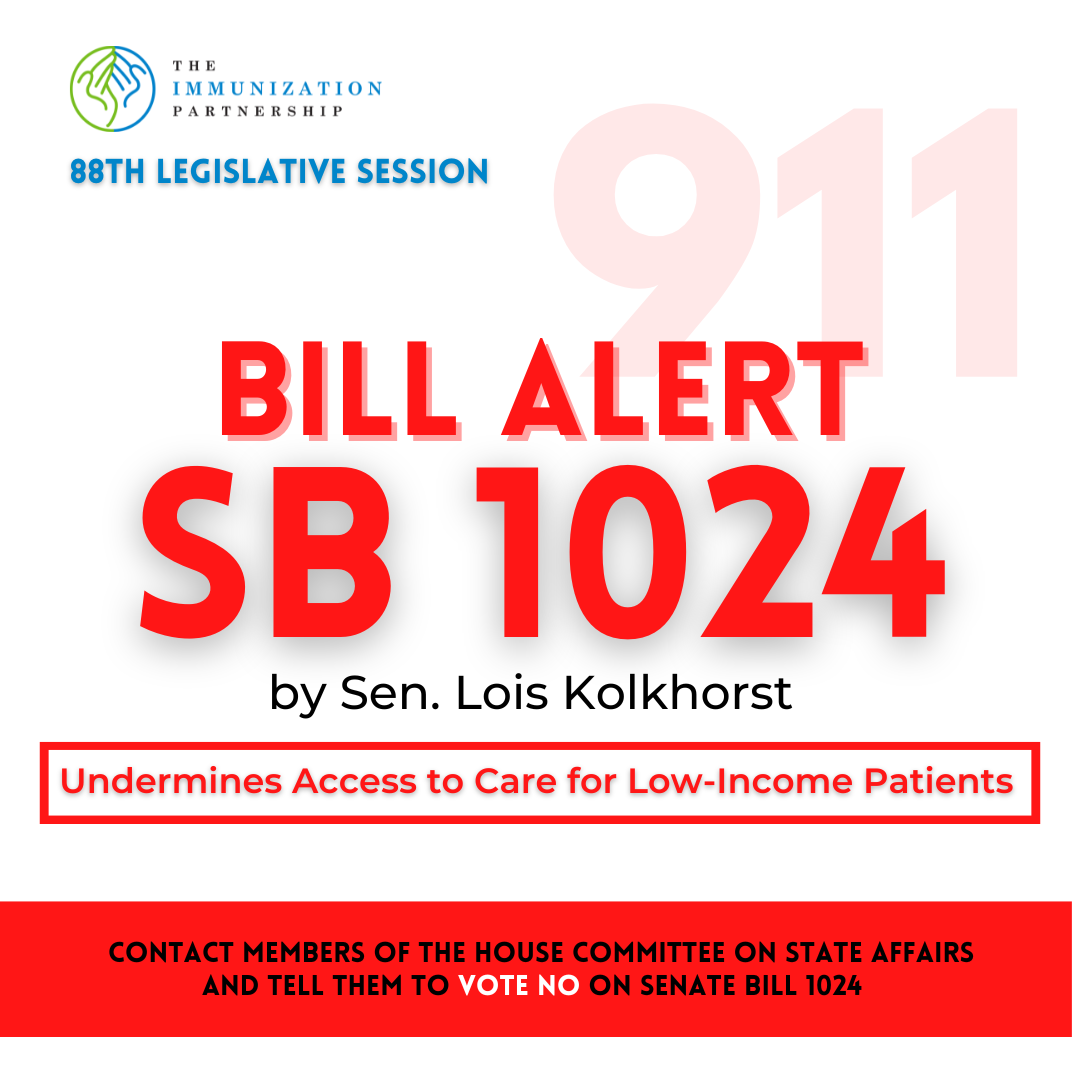 THE
IMMUNIZATION
PARTNERSHIP
88TH LEGISLATIVE SESSION
911
BILL ALERT
SB 1024
by Sen. Lois Kolkhorst
Undermines Access to Care for Low-Income Patients
CONTACT MEMBERS OF THE HOUSE COMMITTEE ON STATE AFFAIRS
AND TELL THEM TO VOTE NO ON SENATE BILL 1024